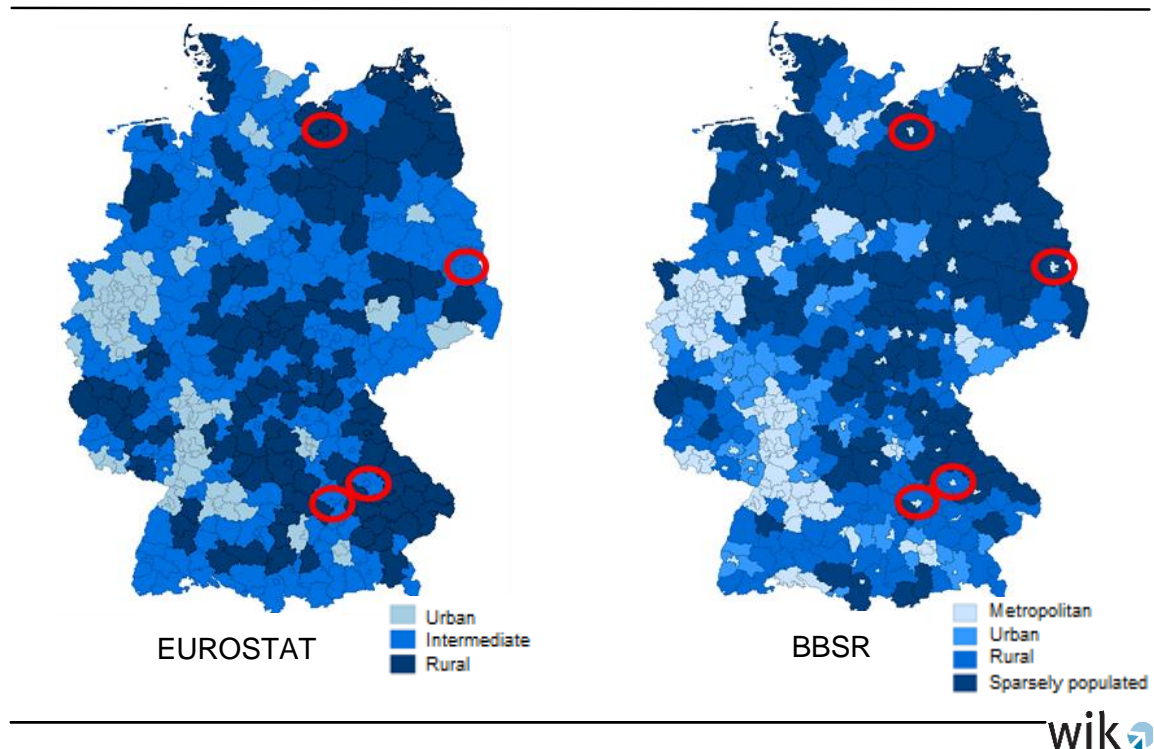 EUROSTAT
Urban
Intermediate
Rural
BBSR
Metropolitan
Urban
Rural
Sparsely populated
wik